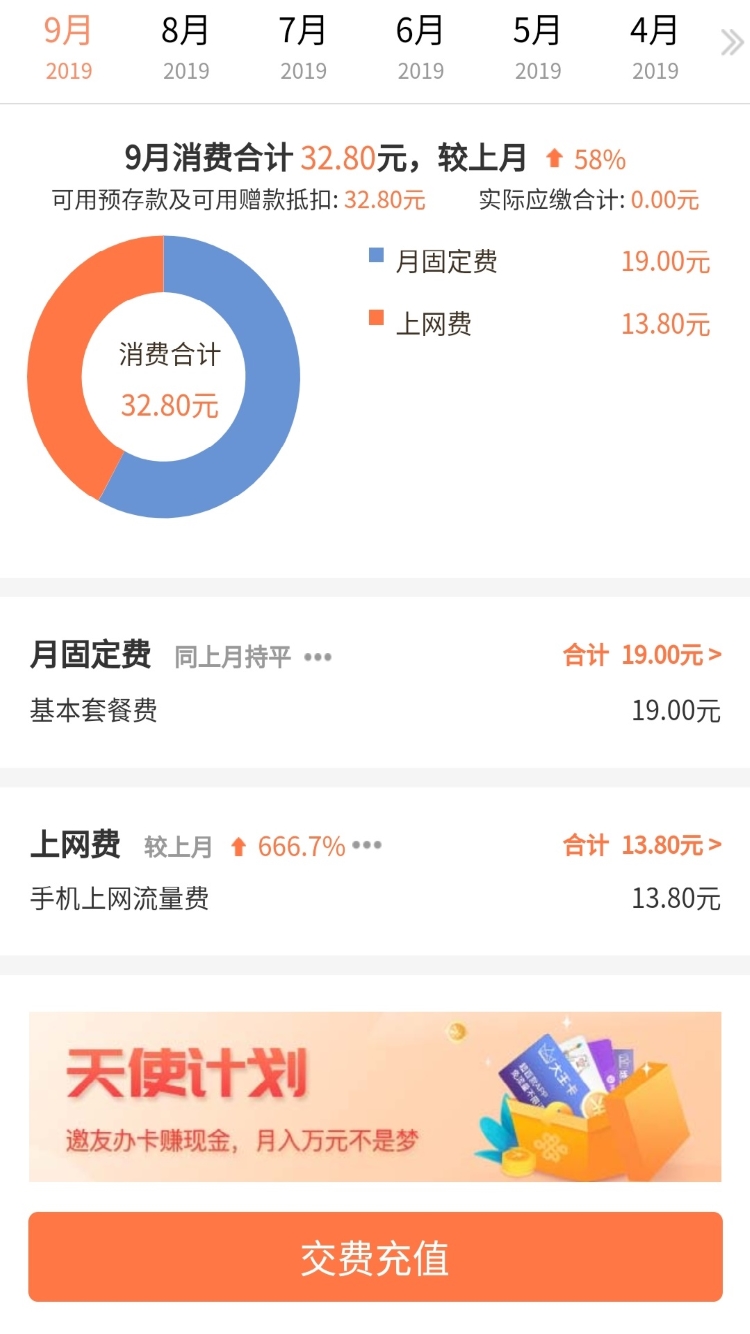 9月 8月 7月 6月 5月 4月
2019 2019 2019 2019 2019 2019
9月消费合计 32.80元，较上月 58%
可用预存款及可用赠款抵扣: 32.80元 实际应缴合计: 0.00元
月固定费 19.00元
上网费 13.80元
消费合计
32.80元
月固定费 同上月持平 ••• 合计 19.00元 >
基本套餐费 19.00元
上网费 较上月 666.7% ••• 合计 13.80元 >
手机上网流量费 13.80元
天使计划
大王卡
邀友办卡赚现金，月入万元不是梦
交费充值